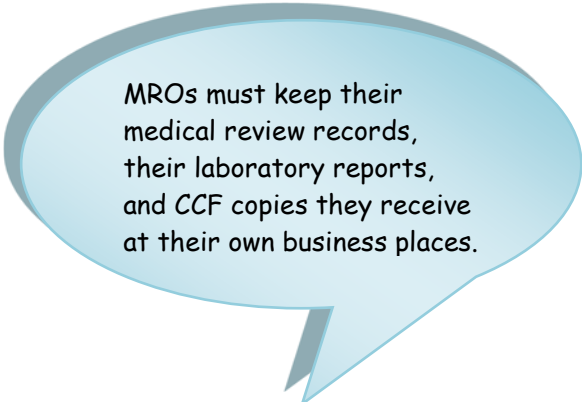 MROs must keep their
medical review records,
their laboratory reports,
and CCF copies they receive
at their own business places.